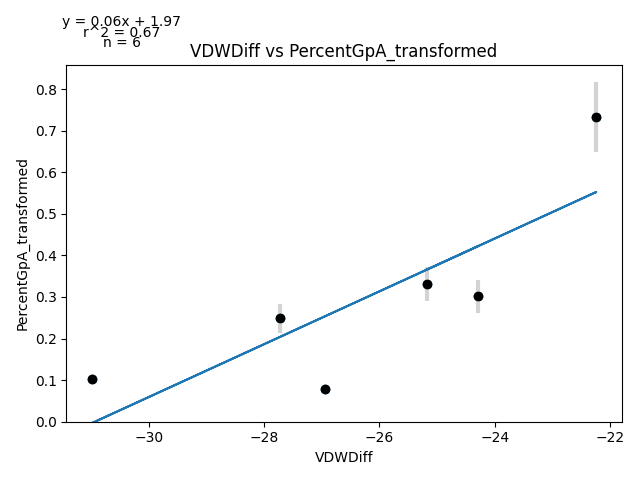 y = 0.06x + 1.97
r^2 = 0.67
n = 6
VDWDiff vs PercentGpA_transformed
0.8
0.7
0.6
0.5
0.4
0.3
0.2
0.1
0.0
PercentGpA_transformed
−30
−28
−26
−24
−22
VDWDiff